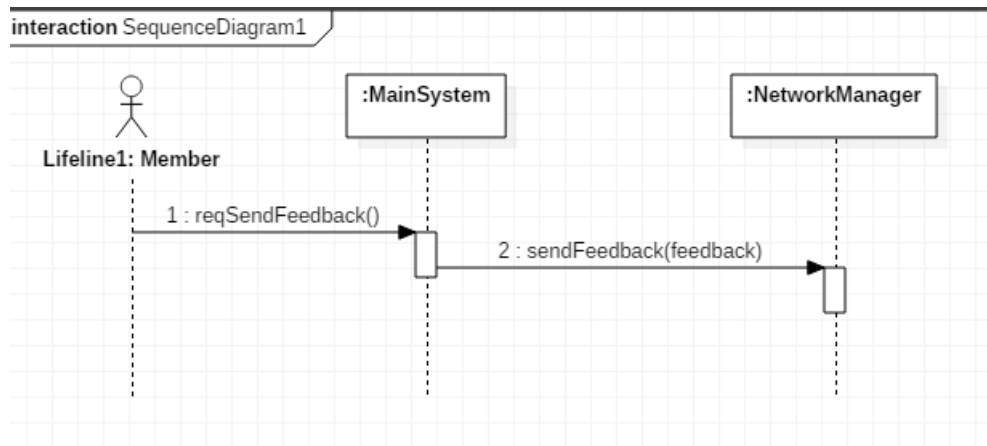 interaction SequenceDiagram1
:MainSystem
:NetworkManager
Lifeline1: Member
1 : reqSendFeedback()
2 : sendFeedback(feedback)